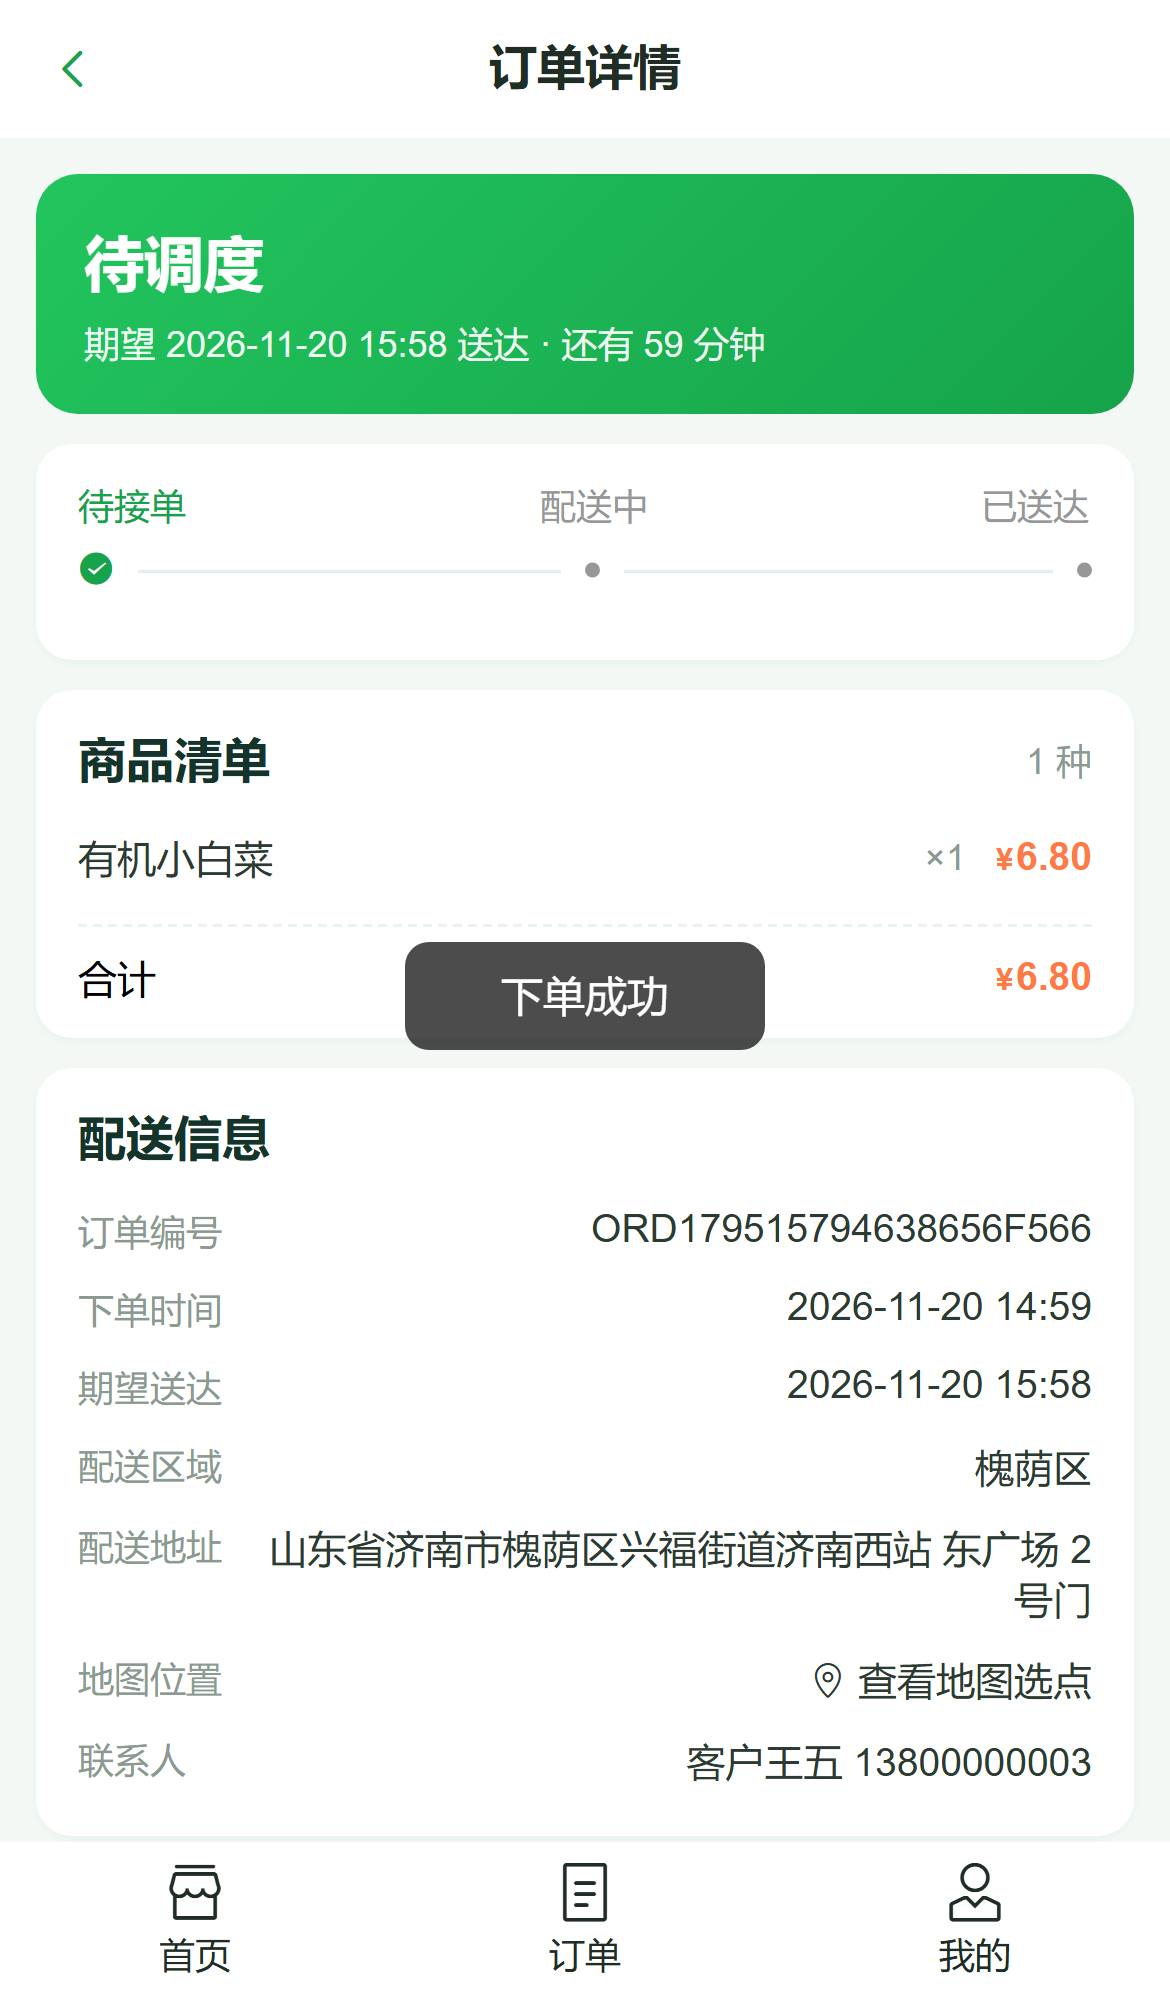 订单详情
待调度
期望 2026-11-20 15:58 送达 · 还有 59 分钟
待接单 配送中 已送达
商品清单 1 种
有机小白菜 ×1 ¥6.80
合计 ¥6.80
下单成功
配送信息
订单编号 ORD179515794638656F566
下单时间 2026-11-20 14:59
期望送达 2026-11-20 15:58
配送区域 槐荫区
配送地址 山东省济南市槐荫区兴福街道济南西站 东广场 2
号门
地图位置 查看地图选点
联系人 客户王五 13800000003
首页 订单 我的